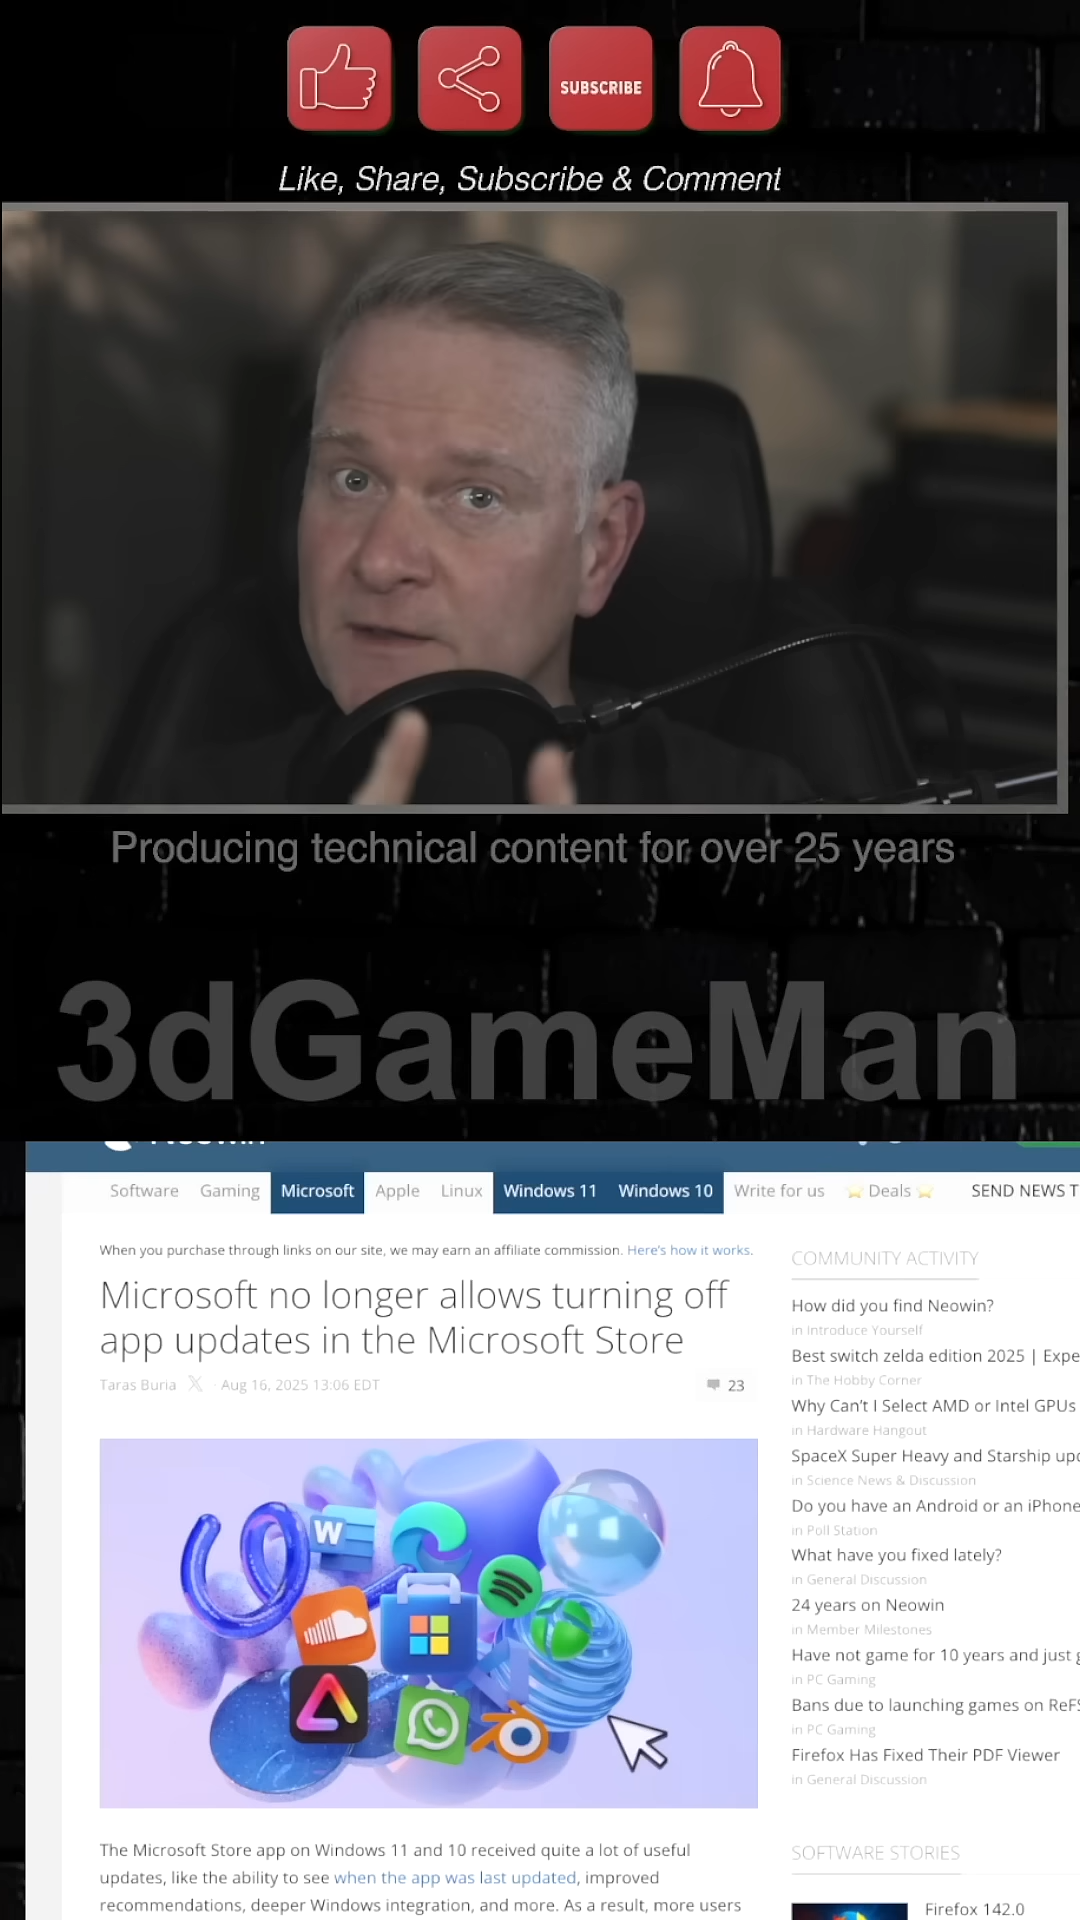 SUBSCRIBE
Like, Share, Subscribe & Comment
Producing technical content for over 25 years
3dGameMan
Software Gaming Microsoft Apple Linux Windows 11 Windows 10 Write for us Deals SEND NEWS T
When you purchase through links on our site, we may earn an affiliate commission. Here's how it works.
Microsoft no longer allows turning off
app updates in the Microsoft Store
Taras Buria · Aug 16, 2025 13:06 EDT
23
W
The Microsoft Store app on Windows 11 and 10 received quite a lot of useful
updates, like the ability to see when the app was last updated, improved
recommendations, deeper Windows integration, and more. As a result, more users
COMMUNITY ACTIVITY
How did you find Neowin?
in Introduce Yourself
Best switch zelda edition 2025 | Expe
in The Hobby Corner
Why Can't I Select AMD or Intel GPUs
in Hardware Hangout
SpaceX Super Heavy and Starship upd
in Science News & Discussion
Do you have an Android or an iPhone
in Poll Station
What have you fixed lately?
in General Discussion
24 years on Neowin
in Member Milestones
Have not game for 10 years and just g
in PC Gaming
Bans due to launching games on ReFS
in PC Gaming
Firefox Has Fixed Their PDF Viewer
in General Discussion
SOFTWARE STORIES
Firefox 142.0